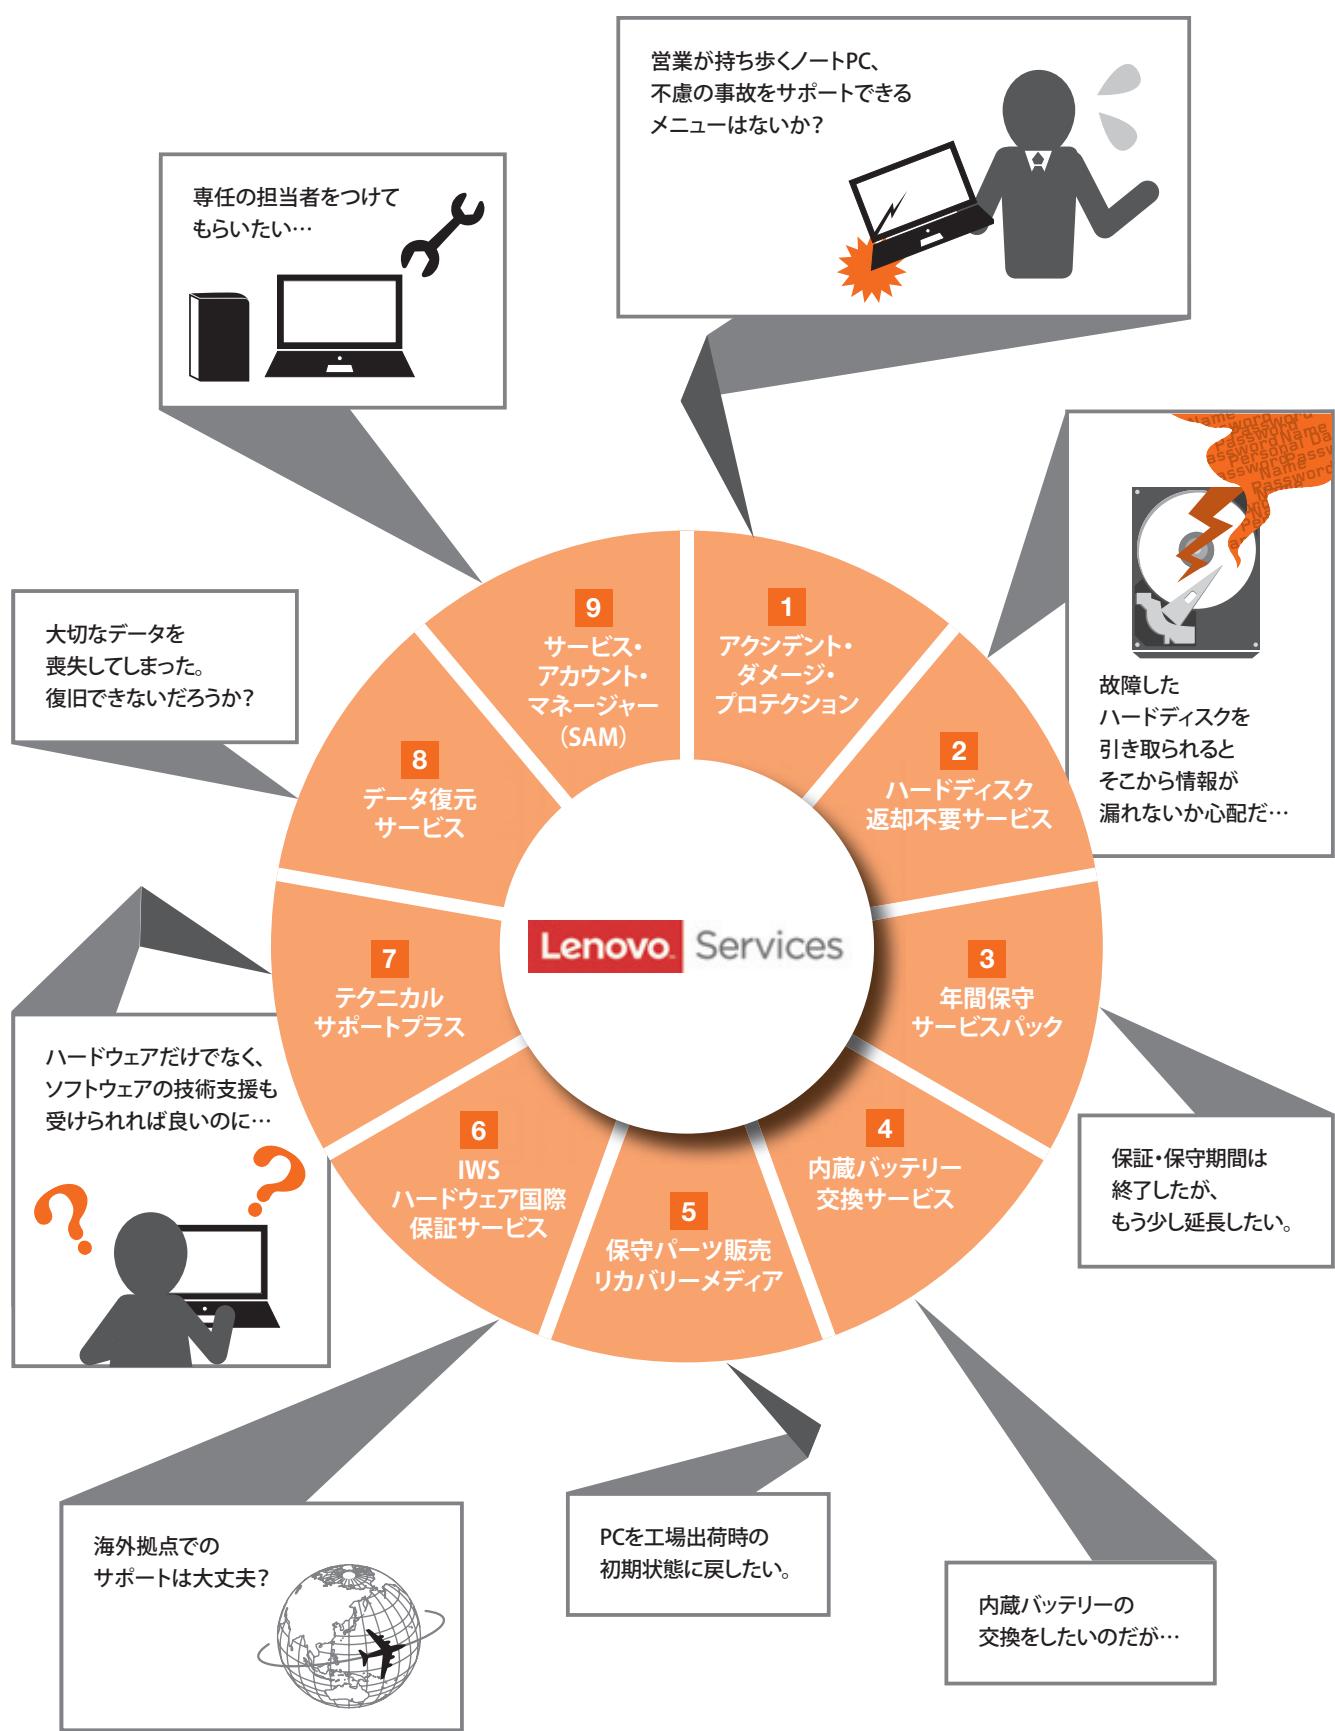 営業が持ち歩くノートPC、
不慮の事故をサポートできる
メニューはないか？
専任の担当者をつけて
もらいたい…
故障した
ハードディスクを
引き取られると
そこから情報が
漏れないか心配だ…
大切なデータを
喪失してしまった。
復旧できないだろうか？
9
サービス・
アカウント・
マネージャー
（SAM）
1
アクシデント・
ダメージ・
プロテクション
8
データ復元
サービス
2
ハードディスク
返却不要サービス
Lenovo Services
7
テクニカル
サポートプラス
3
年間保守
サービスパック
6
IWS
ハードウェア国際
保証サービス
5
保守パーツ販売
リカバリーメディア
4
内蔵バッテリー
交換サービス
ハードウェアだけでなく、
ソフトウェアの技術支援も
受けられれば良いのに…
保証・保守期間は
終了したが、
もう少し延長したい。
海外拠点での
サポートは大丈夫？
PCを工場出荷時の
初期状態に戻したい。
内蔵バッテリーの
交換をしたいのだが…